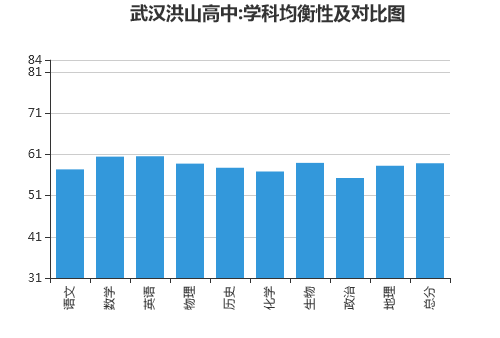 武汉洪山高中:学科均衡性及对比图
84
81
71
61
51
41
31
语文
数学
英语
物理
历史
化学
生物
政治
地理
总分